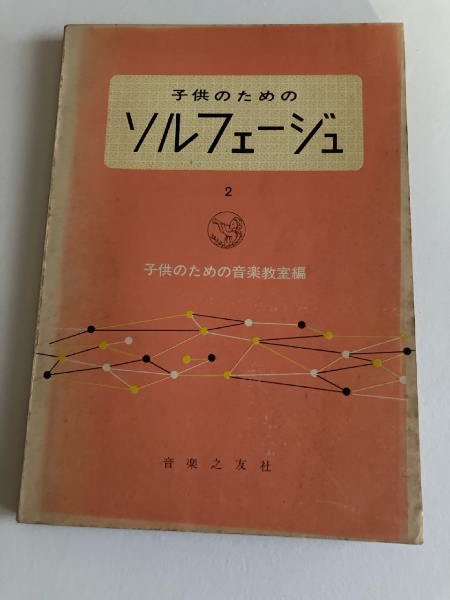 子供のための
ソルフェージュ
2
子供のための音楽教室編
音楽之友社